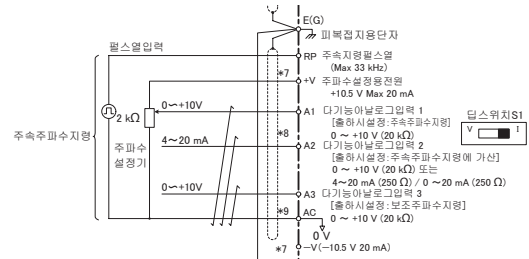 E(G)
피복접지용단자
펄스열입력
RP 주속지령펄스열
(Max 33 kHz)
*7
+V 주파수설정용전원
+10.5 V Max 20 mA
2 kΩ
0～+10V
A1 다기능아날로그입력 1
[출하시설정:주속주파수지령]
0 ～ +10 V (20 kΩ)
딥스위치S1
V I
주속주파수지령
주파수
설정기
*8
4～20 mA
A2 다기능아날로그입력 2
[출하시설정:주속주파수지령에 가산]
0 ～ +10 V (20 kΩ) 또는
4～20 mA (250 Ω) / 0 ～20 mA (250 Ω)
0～+10V
A3 다기능아날로그입력 3
[출하시설정:보조주파수지령]
0 ～ +10 V (20 kΩ)
*9
AC
0 V
*7
−V(−10.5 V 20 mA)